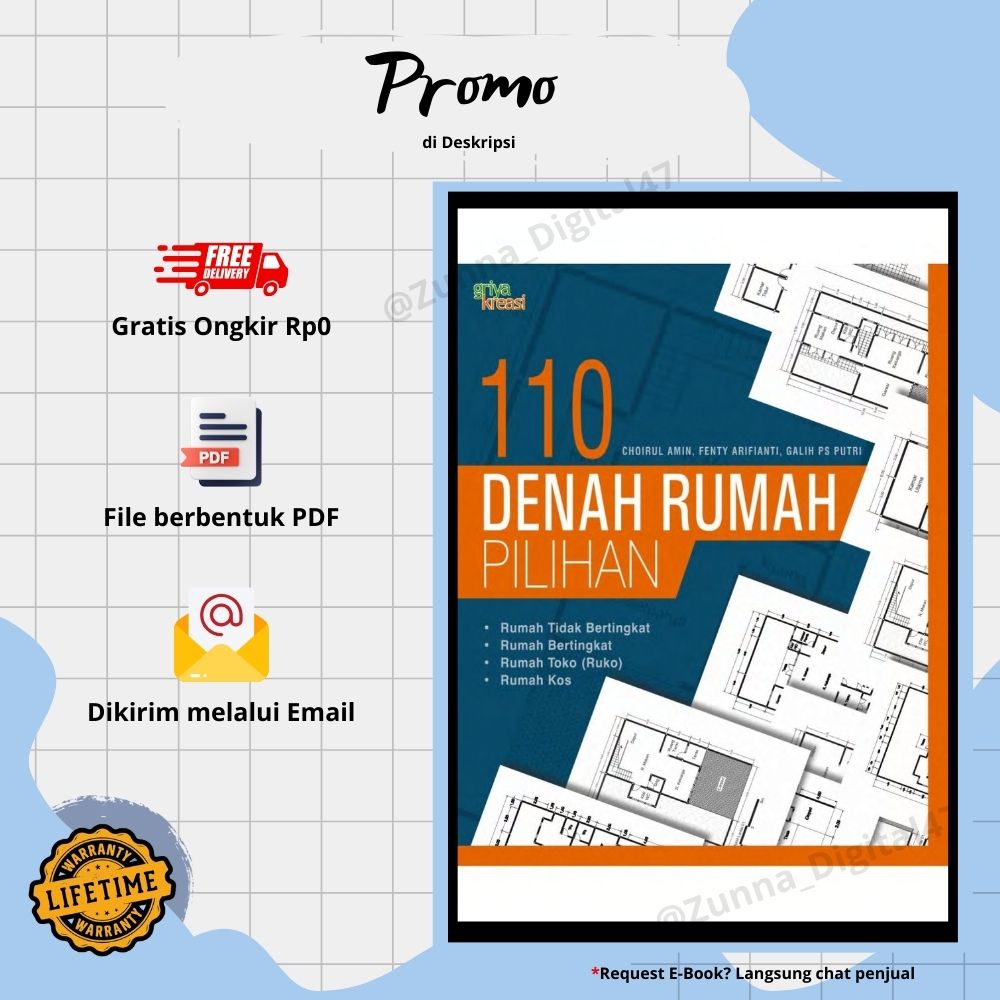 Promo
di Deskripsi
@Zunna_Digital47
FREE
DELIVERY
Gratis Ongkir Rp0
PDF
File berbentuk PDF
@
Dikirim melalui Email
WARRANTY
LIFETIME
WARRANTY
griya
kreasi
110
CHOIRUL AMIN, FENTY ARIFIANTI, GALIH PS PUTRI
DENAH RUMAH
PILIHAN
• Rumah Tidak Bertingkat
• Rumah Bertingkat
• Rumah Toko (Ruko)
• Rumah Kos
@Zunna_Digital47
*Request E-Book? Langsung chat penjual